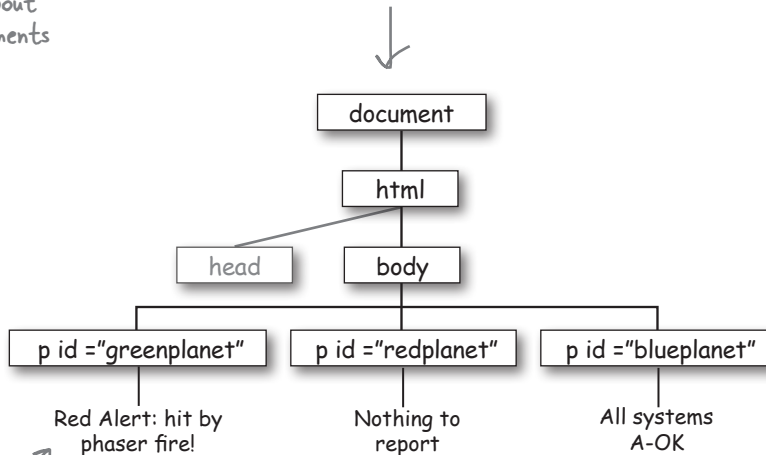 ments
document
html
head
body
p id ="greenplanet"
p id ="redplanet"
p id ="blueplanet"
Red Alert: hit by
phaser fire!
Nothing to
report
All systems
A-OK